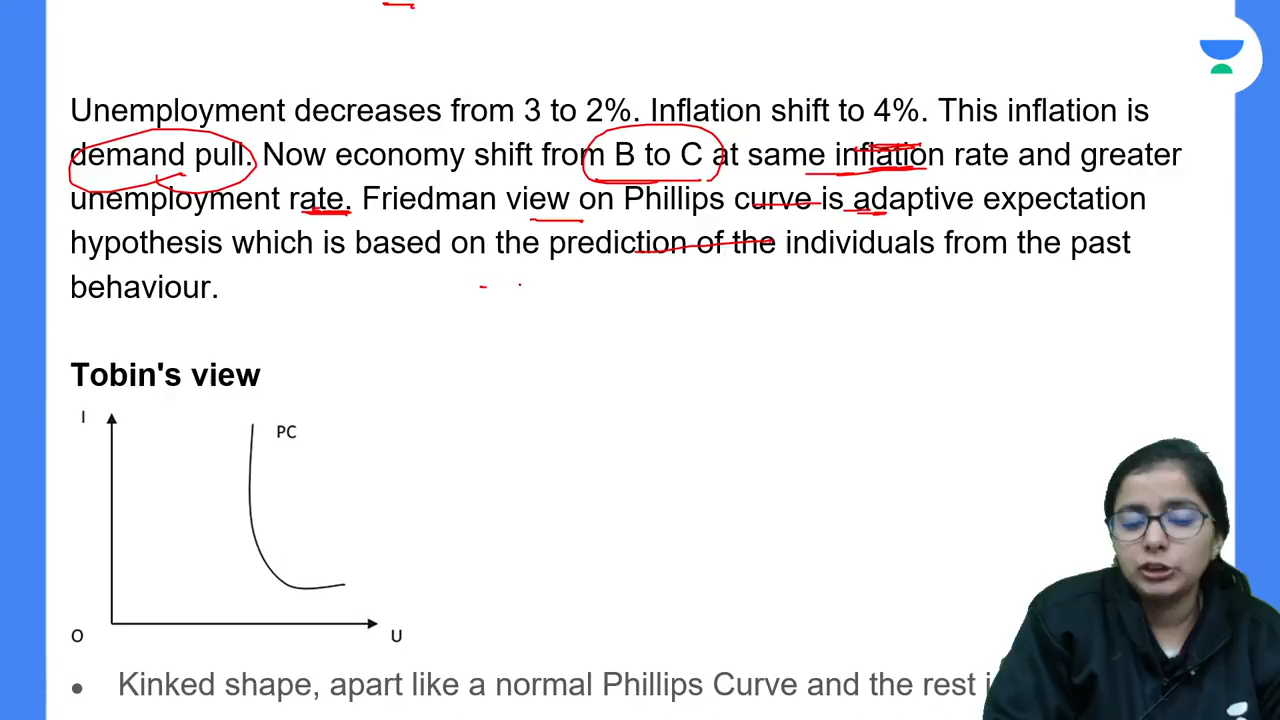 Unemployment decreases from 3 to 2%. Inflation shift to 4%. This inflation is
demand pull. Now economy shift from B to C at same inflation rate and greater
unemployment rate. Friedman view on Phillips curve is adaptive expectation
hypothesis which is based on the prediction of the individuals from the past
behaviour.
Tobin's view
I
PC
O
U
• Kinked shape, apart like a normal Phillips Curve and the rest